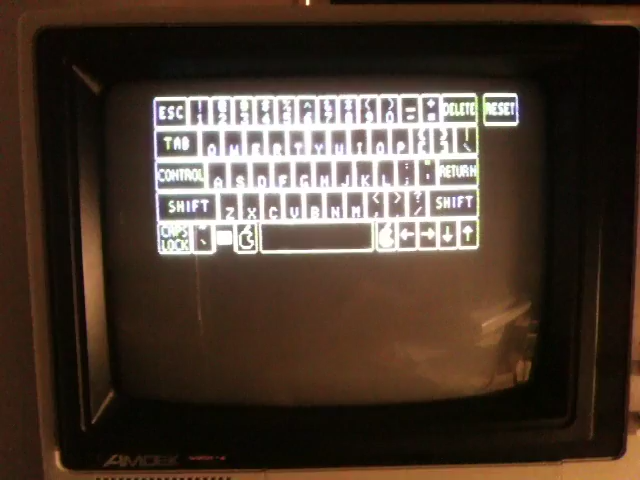 ESC ! 1 @ 2 # 3 $ 4 % 5 ^ 6 & 7 * 8 ( 9 ) 0 _ - + = DELETE RESET
TAB Q W E R T Y U I O P { [ } ] | \
CONTROL A S D F G H J K L : ; " ' RETURN
SHIFT Z X C V B N M < , > . ? / SHIFT
CAPS LOCK ~ ` ← → ↓ ↑
AMDEK